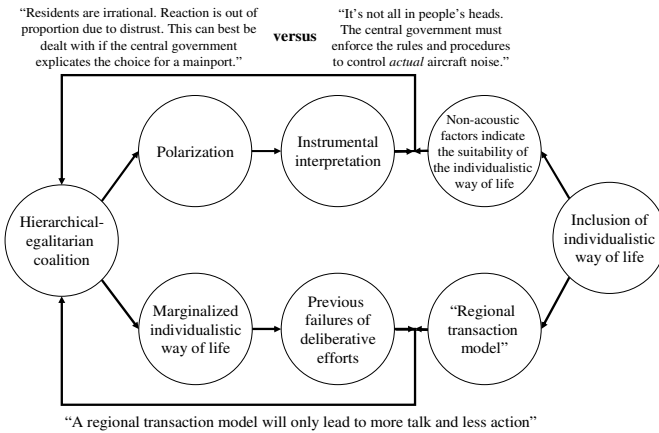 “Residents are irrational. Reaction is out of
proportion due to distrust. This can best be
dealt with if the central government
explicates the choice for a mainport.”
versus
“It’s not all in people’s heads.
The central government must
enforce the rules and procedures
to control actual aircraft noise.”
Polarization
Instrumental
interpretation
Non-acoustic
factors indicate
the suitability of
the individualistic
way of life
Hierarchical-
egalitarian
coalition
Inclusion of
individualistic
way of life
Marginalized
individualistic
way of life
Previous
failures of
deliberative
efforts
“Regional
transaction
model”
“A regional transaction model will only lead to more talk and less action”